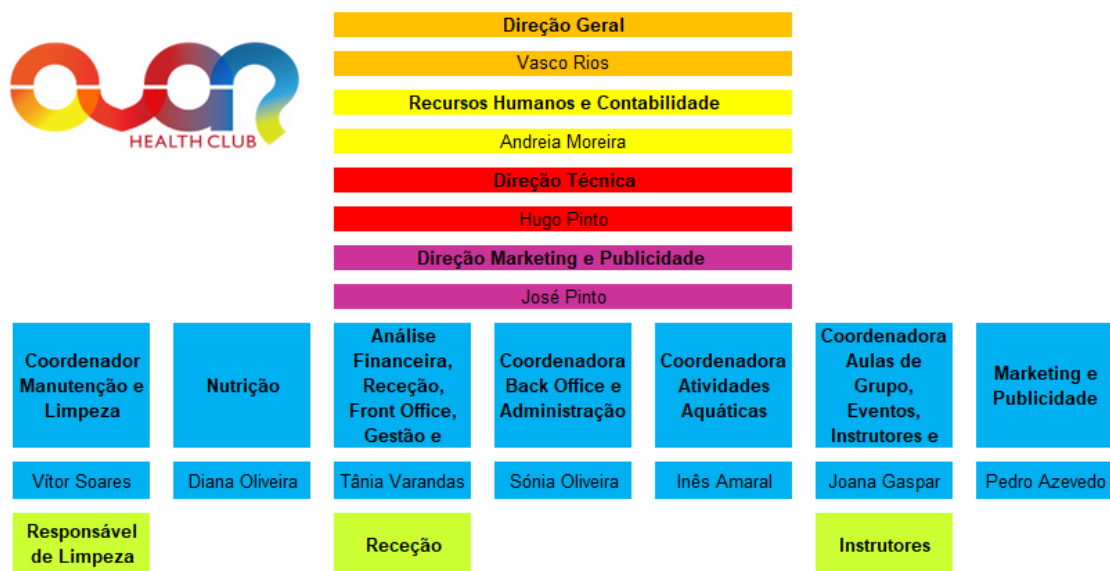 HEALTH CLUB
Direção Geral
Vasco Rios
Recursos Humanos e Contabilidade
Andreia Moreira
Direção Técnica
Hugo Pinto
Direção Marketing e Publicidade
José Pinto
Coordenador
Manutenção e
Limpeza
Nutrição
Análise
Financeira,
Receção,
Front Office,
Gestão e
Coordenadora
Back Office e
Administração
Coordenadora
Atividades
Aquáticas
Coordenadora
Aulas de
Grupo,
Eventos,
Instrutores e
Marketing e
Publicidade
Vítor Soares
Diana Oliveira
Tânia Varandas
Sónia Oliveira
Inês Amaral
Joana Gaspar
Pedro Azevedo
Responsável
de Limpeza
Receção
Instrutores